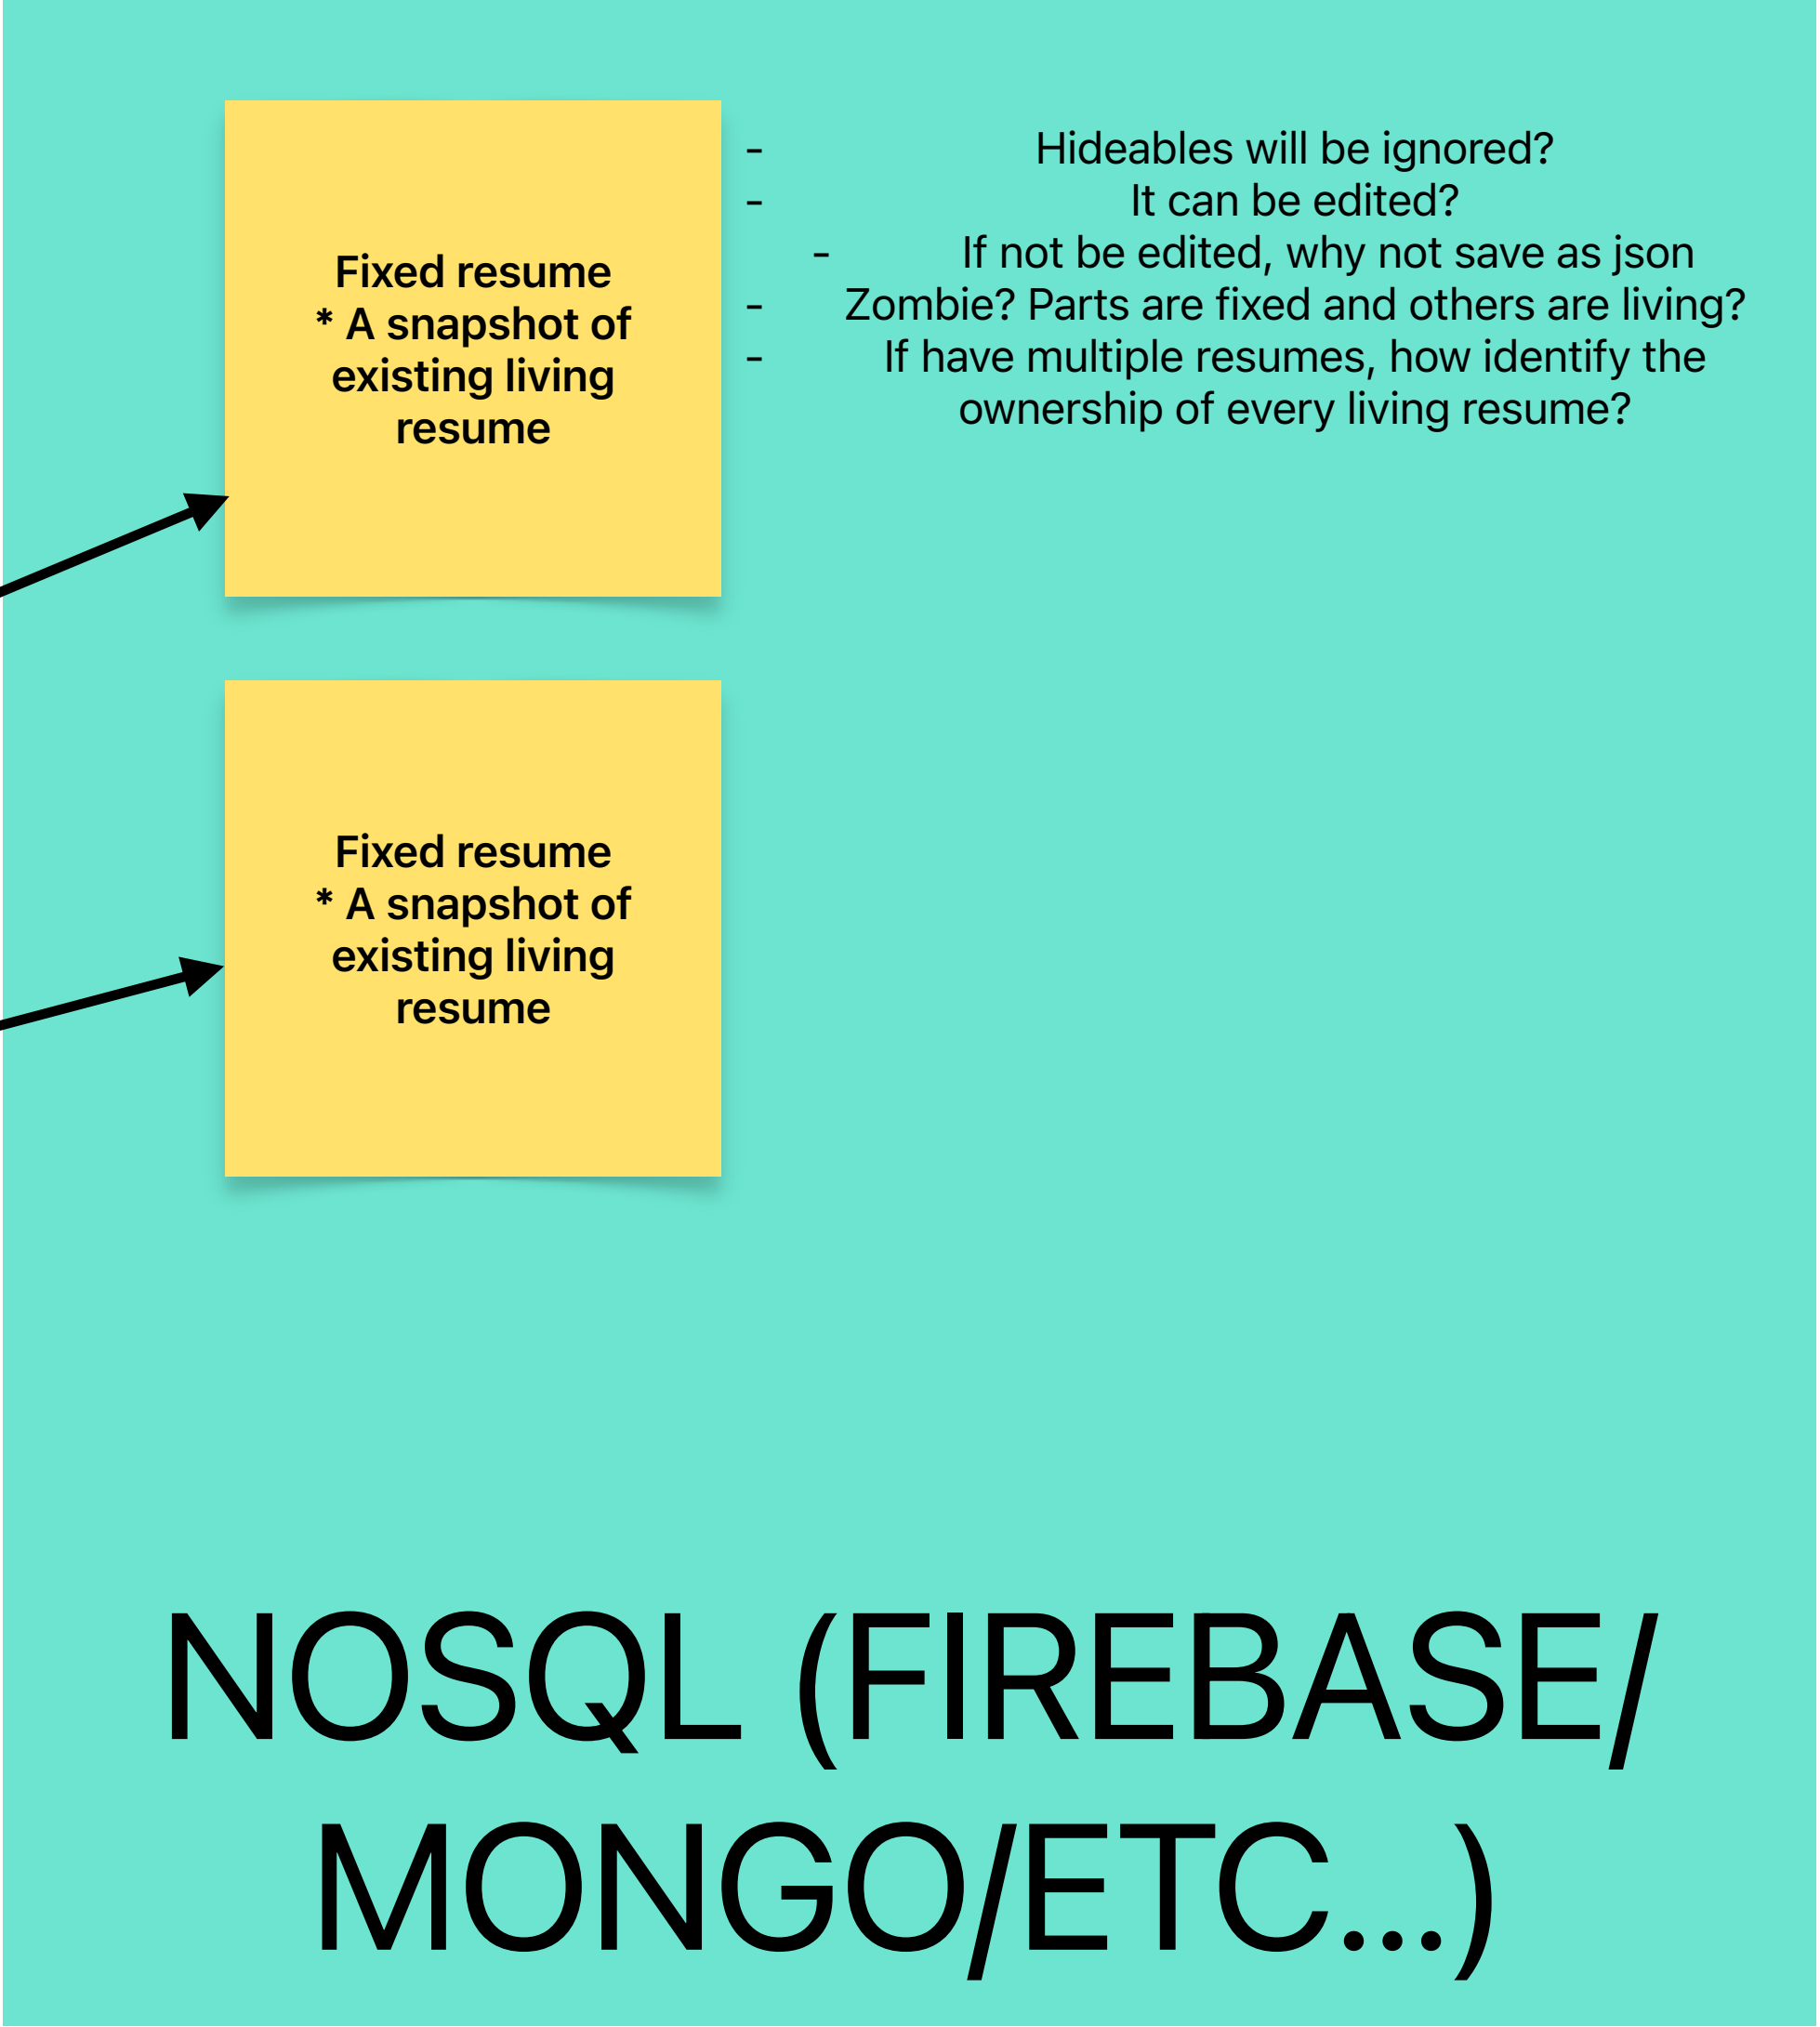 Fixed resume
* A snapshot of
existing living
resume
- Hideables will be ignored?
- It can be edited?
- If not be edited, why not save as json
- Zombie? Parts are fixed and others are living?
- If have multiple resumes, how identify the
ownership of every living resume?
Fixed resume
* A snapshot of
existing living
resume
NOSQL (FIREBASE/
MONGO/ETC...)